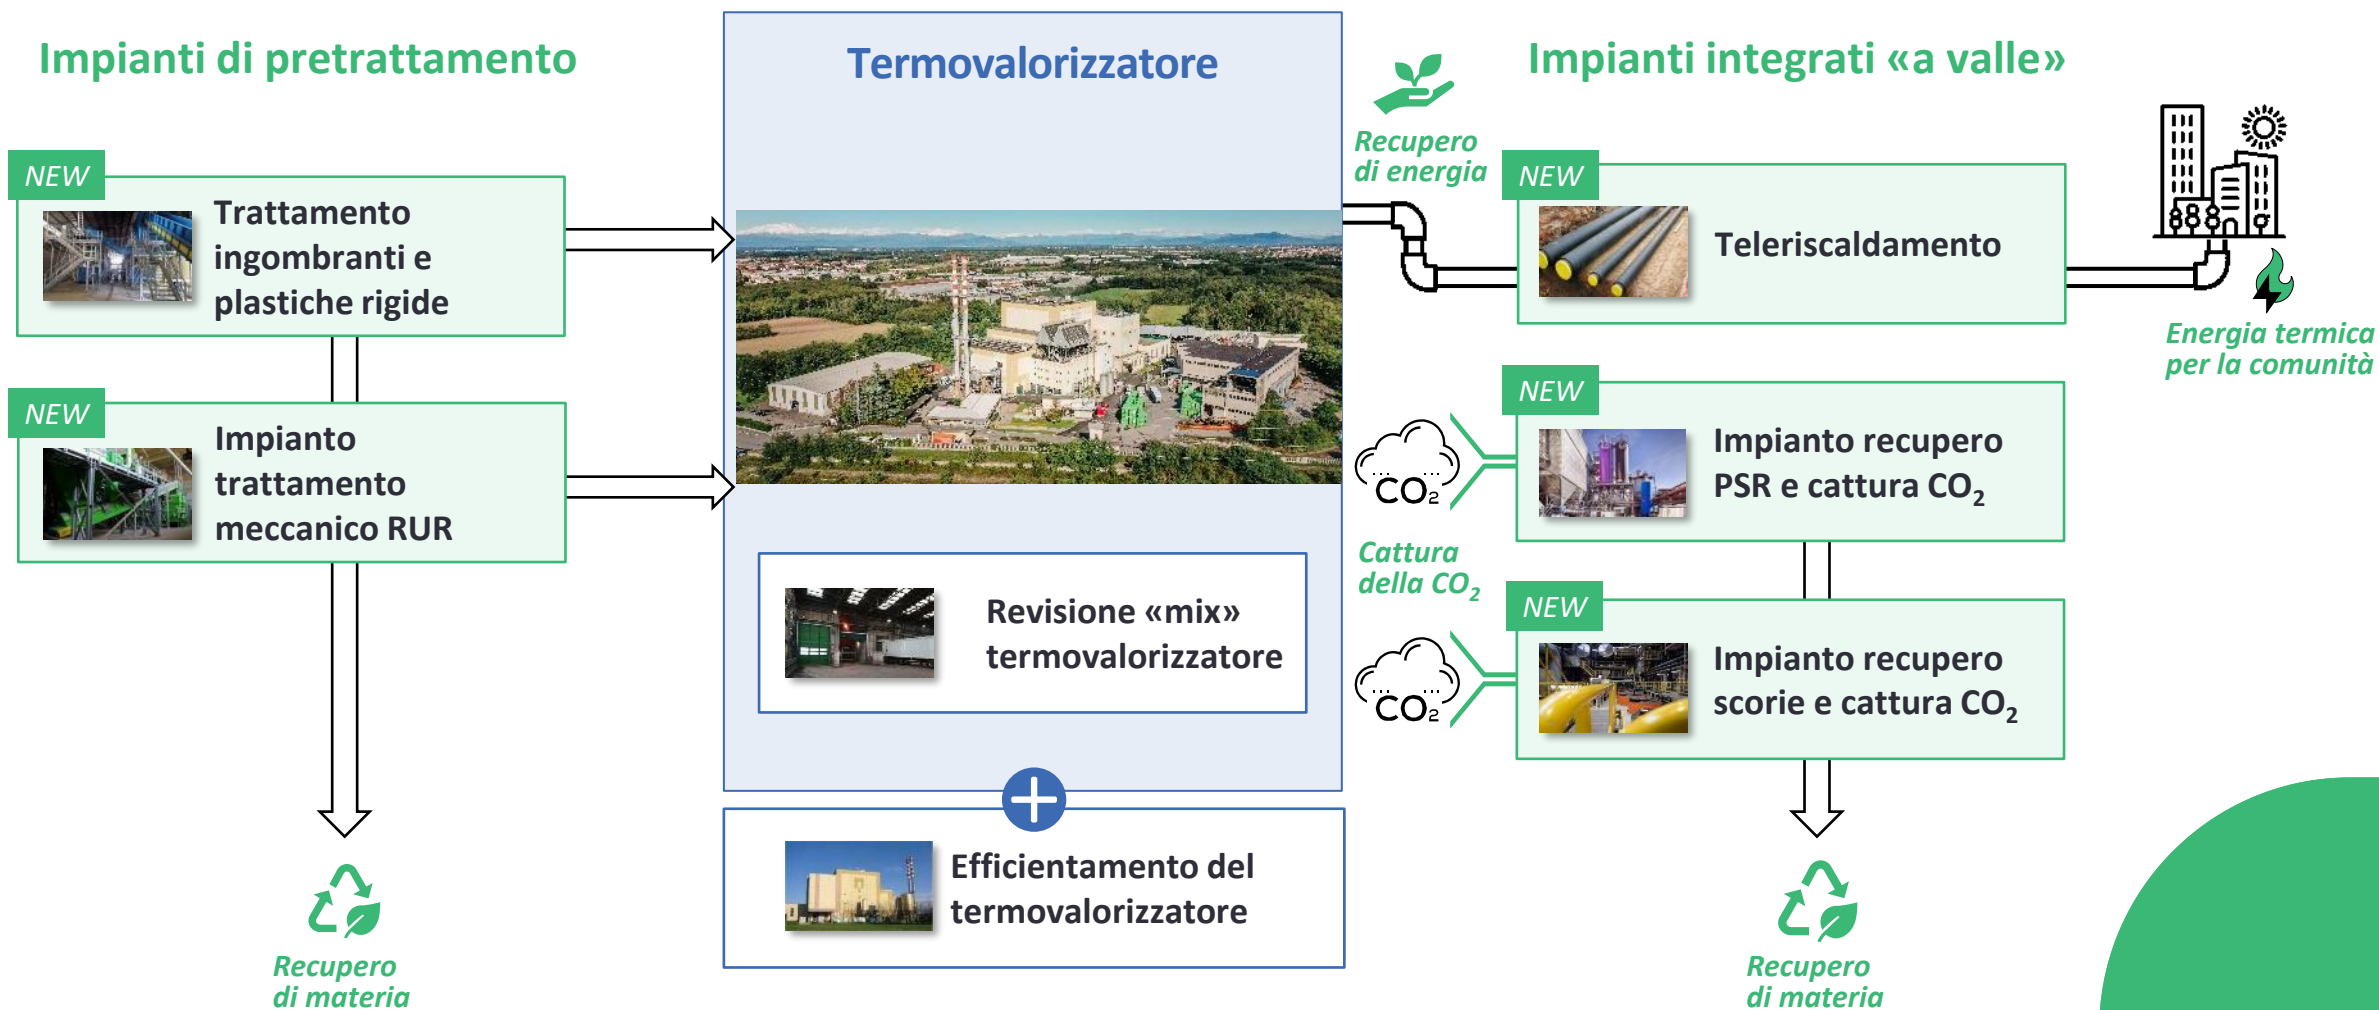 Impianti di pretrattamento
NEW
Trattamento
ingombranti e
plastiche rigide
NEW
Impianto
trattamento
meccanico RUR
Recupero
di materia
Termovalorizzatore
Revisione «mix»
termovalorizzatore
Efficientamento del
termovalorizzatore
Recupero
di energia
Impianti integrati «a valle»
NEW
Teleriscaldamento
Energia termica
per la comunità
CO₂
Cattura
della CO₂
CO₂
NEW
Impianto recupero
PSR e cattura CO₂
NEW
Impianto recupero
scorie e cattura CO₂
Recupero
di materia